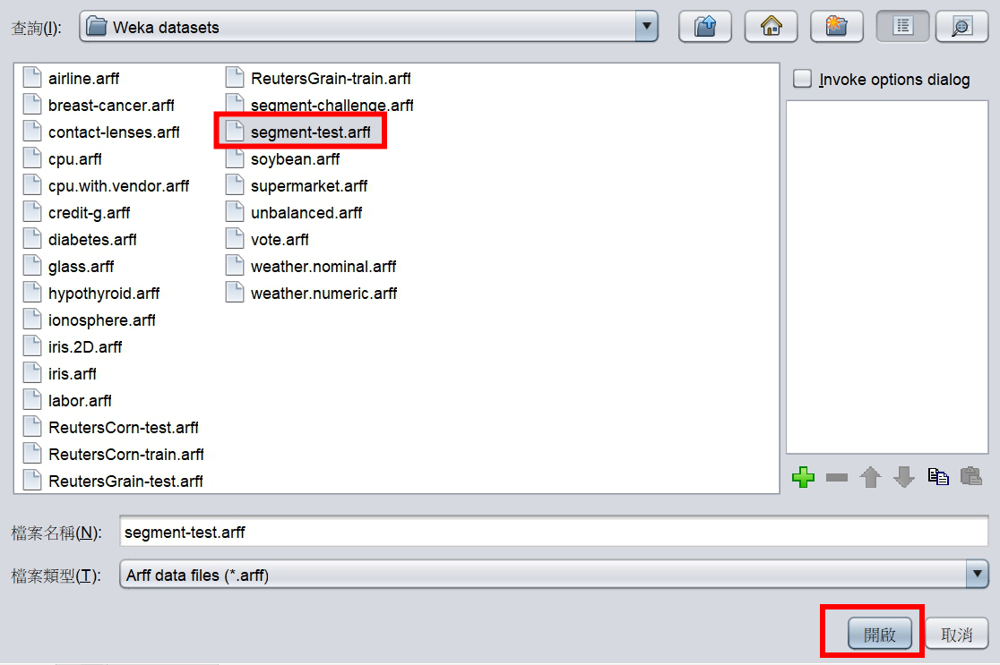 查詢(I):
Weka datasets
airline.arff
breast-cancer.arff
contact-lenses.arff
cpu.arff
cpu.with.vendor.arff
credit-g.arff
diabetes.arff
glass.arff
hypothyroid.arff
ionosphere.arff
iris.2D.arff
iris.arff
labor.arff
ReutersCorn-test.arff
ReutersCorn-train.arff
ReutersGrain-test.arff
ReutersGrain-train.arff
segment-challenge.arff
segment-test.arff
soybean.arff
supermarket.arff
unbalanced.arff
vote.arff
weather.nominal.arff
weather.numeric.arff
Invoke options dialog
檔案名稱(N):
segment-test.arff
檔案類型(T):
Arff data files (*.arff)
開啟
取消